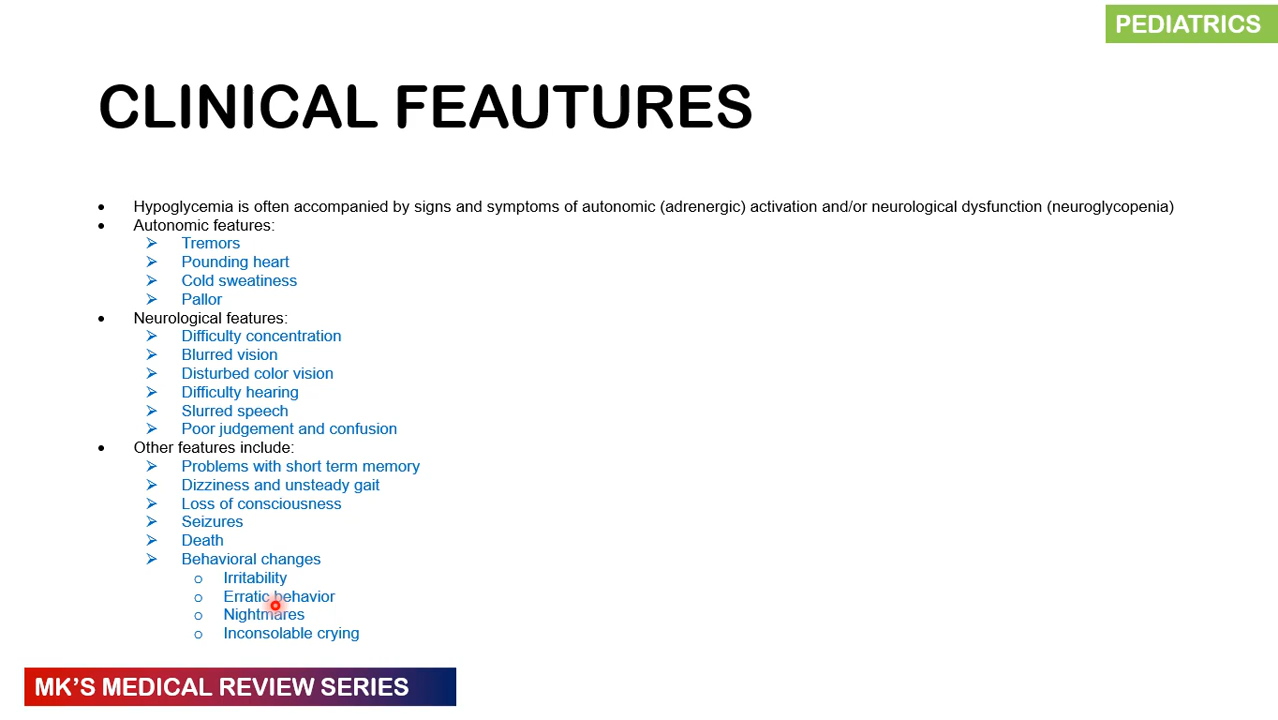 PEDIATRICS
CLINICAL FEAUTURES
• Hypoglycemia is often accompanied by signs and symptoms of autonomic (adrenergic) activation and/or neurological dysfunction (neuroglycopenia)
• Autonomic features:
➢ Tremors
➢ Pounding heart
➢ Cold sweatiness
➢ Pallor
• Neurological features:
➢ Difficulty concentration
➢ Blurred vision
➢ Disturbed color vision
➢ Difficulty hearing
➢ Slurred speech
➢ Poor judgement and confusion
• Other features include:
➢ Problems with short term memory
➢ Dizziness and unsteady gait
➢ Loss of consciousness
➢ Seizures
➢ Death
➢ Behavioral changes
o Irritability
o Erratic behavior
o Nightmares
o Inconsolable crying
MK'S MEDICAL REVIEW SERIES